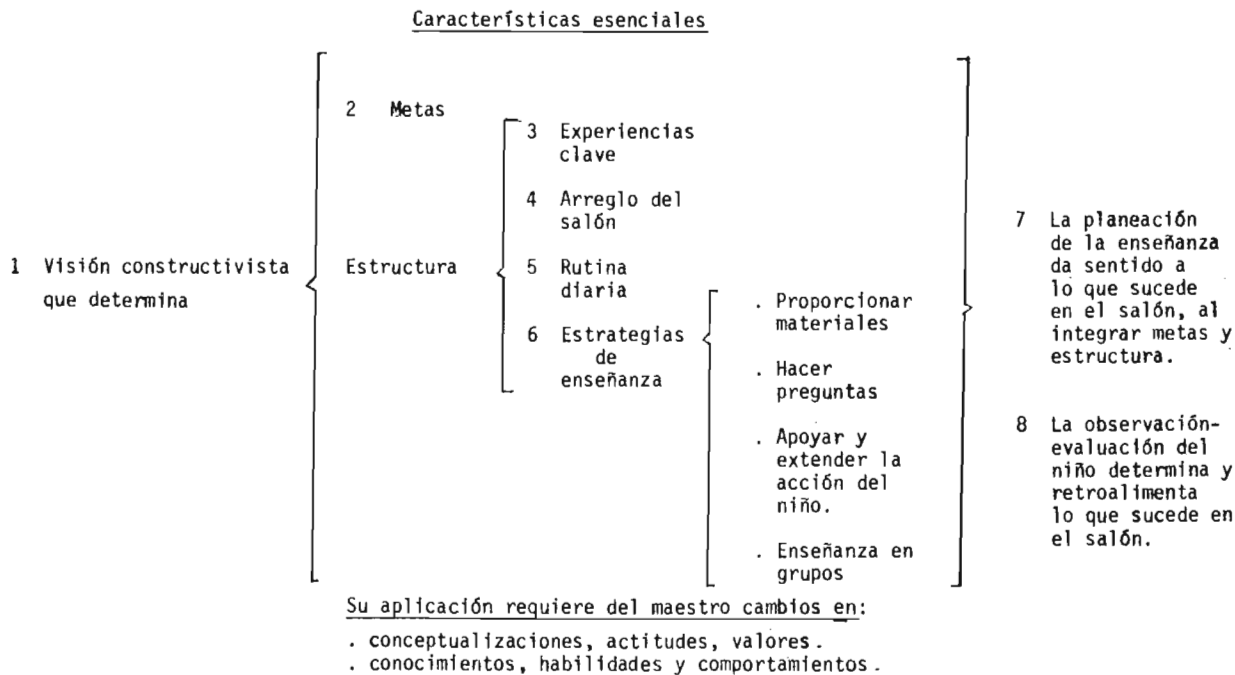 Características esenciales
1 Visión constructivista
que determina
2 Metas
Estructura
3 Experiencias
clave
4 Arreglo del
salón
5 Rutina
diaria
6 Estrategias
de
enseñanza
. Proporcionar
materiales
. Hacer
preguntas
. Apoyar y
extender la
acción del
niño.
. Enseñanza en
grupos
7 La planeación
de la enseñanza
da sentido a
lo que sucede
en el salón, al
integrar metas y
estructura.
8 La observación-
evaluación del
niño determina y
retroalimenta
lo que sucede en
el salón.
Su aplicación requiere del maestro cambios en:
. conceptualizaciones, actitudes, valores.
. conocimientos, habilidades y comportamientos.